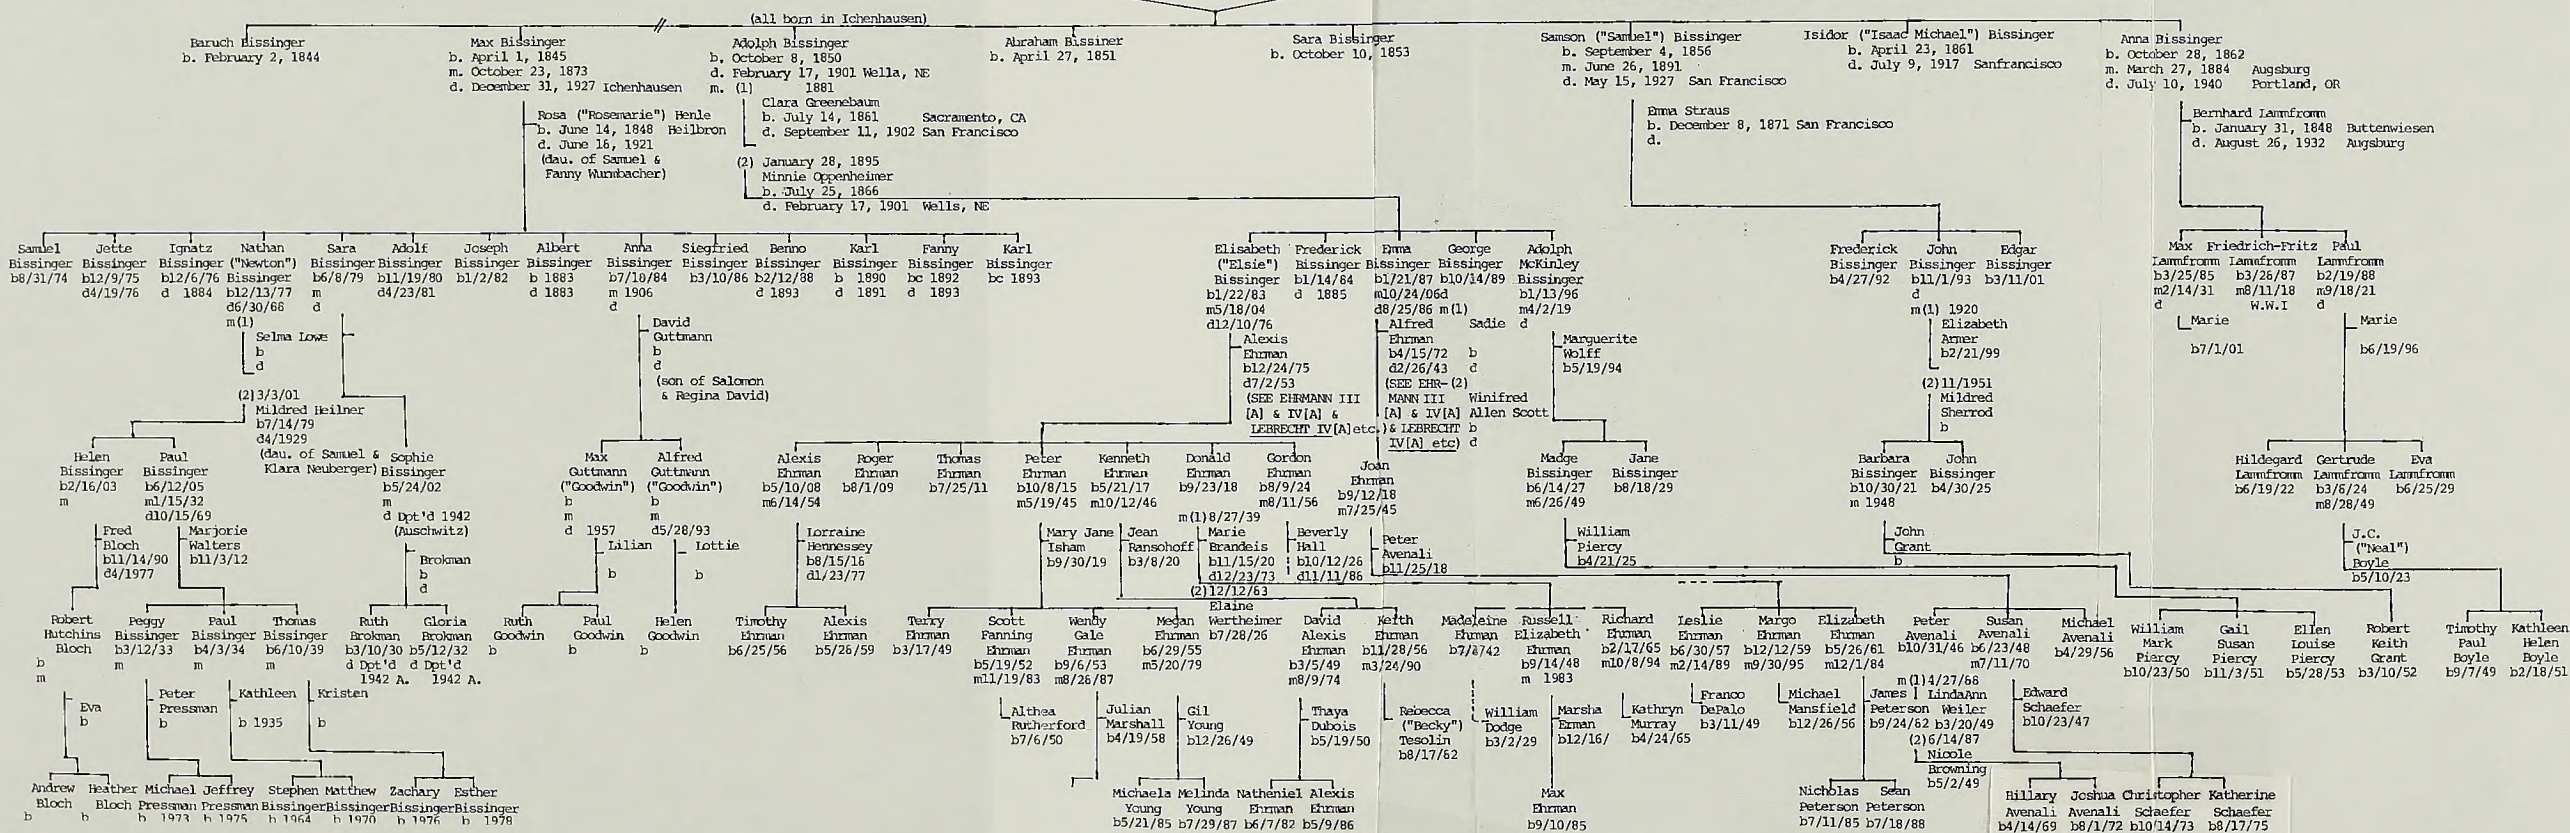 (all born in Ichenhausen)
Baruch Bissinger
b. February 2, 1844
Max Bissinger
b. April 1, 1845
m. October 23, 1873
d. December 31, 1927 Ichenhausen
Rosa ("Rosemarie") Henle
b. June 14, 1848 Heilbron
d. June 16, 1921
(dau. of Samuel &
Fanny Wurmbacher)
Adolph Bissinger
b. October 8, 1850
d. February 17, 1901 Wella, NE
m. (1) 1881
Clara Greenebaum
b. July 14, 1861 Sacramento, CA
d. September 11, 1902 San Francisco
(2) January 28, 1895
Minnie Oppenheimer
b. July 25, 1866
d. February 17, 1901 Wells, NE
Abraham Bissiner
b. April 27, 1851
Sara Bissinger
b. October 10, 1853
Samson ("Samuel") Bissinger
b. September 4, 1856
m. June 26, 1891
d. May 15, 1927 San Francisco
Emma Straus
b. December 8, 1871 San Francisco
d.
Isidor ("Isaac Michael") Bissinger
b. April 23, 1861
d. July 9, 1917 Sanfrancisco
Anna Bissinger
b. October 28, 1862
m. March 27, 1884 Augsburg
d. July 10, 1940 Portland, OR
Bernhard Lammfromm
b. January 31, 1848 Buttenwiesen
d. August 26, 1932 Augsburg
Samuel
Bissinger
b8/31/74
Jette
Bissinger
b12/9/75
d4/19/76
Ignatz
Bissinger
b12/6/76
d 1884
Nathan
("Newton")
Bissinger
b12/13/77
d6/30/68
m(1)
Selma Lowe
b
d
(2)3/3/01
Mildred Heilner
b7/14/79
d4/1929
(dau. of Samuel &
Klara Neuberger)
Sara
Bissinger
b6/8/79
m
d
Adolf
Bissinger
b11/19/80
d4/23/81
Joseph
Bissinger
b1/2/82
Albert
Bissinger
b 1883
d 1883
Anna
Bissinger
b7/18/84
m 1906
d
David
Guttmann
b
d
(son of Salomon
& Regina David)
Siegfried
Bissinger
b3/10/86
Benno
Bissinger
b2/12/88
d 1893
Karl
Bissinger
b 1890
d 1891
Fanny
Bissinger
bc 1892
d 1893
Karl
Bissinger
bc 1893
Elisabeth
("Elsie")
Bissinger
b1/22/83
m5/18/04
d12/10/76
Alexis
Ehrman
b12/24/75
d7/2/53
(SEE EHRMANN III
[A] & IV[A] &
LEBRECHT IV[A]etc.)
Frederick
Bissinger
b1/14/84
d 1885
Emma
Bissinger
b1/21/87
m10/24/06
d8/25/86
Alfred
Ehrman
b4/15/72
d2/26/43
(SEE EHR-
MANN III
[A] & IV[A]
& LEBRECHT
IV[A] etc)
George
Bissinger
b10/14/89
d
m(1)
Sadie
b
d
(2)
Winifred
Allen Scott
b
d
Adolph
McKinley
Bissinger
b1/13/96
m4/2/19
d
Marguerite
Wolff
b5/19/94
Frederick
Bissinger
b4/27/92
John
Bissinger
b11/1/93
d
m(1) 1920
Elizabeth
Armer
b2/21/99
(2)11/1951
Mildred
Sherrod
b
Edgar
Bissinger
b3/11/01
Max
Lammfromm
b3/25/85
m2/14/31
d
Marie
b7/1/01
Friedrich-Fritz
Lammfromm
b3/26/87
m8/11/18
W.W.I
Paul
Lammfromm
b2/19/88
m9/18/21
d
Marie
b6/19/96
Helen
Bissinger
b2/16/03
m
Fred
Bloch
b11/14/90
d4/1977
Paul
Bissinger
b6/12/05
m1/15/32
d10/15/69
Marjorie
Walters
b11/3/12
Sophie
Bissinger
b5/24/02
m
d Dpt'd 1942
(Auschwitz)
Brokman
b
d
Max
Guttmann
("Goodwin")
b
m
d 1957
Lilian
b
Alfred
Guttmann
("Goodwin")
b
m
d5/28/93
Lottie
b
Alexis
Ehrman
b5/10/08
m6/14/54
Lorraine
Hennessey
b8/15/16
d1/23/77
Roger
Ehrman
b8/1/09
Thomas
Ehrman
b7/25/11
Peter
Ehrman
b10/8/15
m5/19/45
Mary Jane
Isham
b9/30/19
Kenneth
Ehrman
b5/21/17
m10/12/46
Jean
Ransohoff
b3/8/20
Donald
Ehrman
b9/23/18
m(1)8/27/39
Marie
Brandeis
b11/15/20
d12/23/73
(2)12/12/63
Elaine
Wertheimer
b7/28/26
Gordon
Ehrman
b8/9/24
m8/11/56
Beverly
Hall
b10/12/26
d11/11/86
Joan
Ehrman
b9/12/18
m7/25/45
Peter
Avenali
b11/25/18
Madge
Bissinger
b6/14/27
m6/26/49
William
Piercy
b4/21/25
Jane
Bissinger
b8/18/29
Barbara
Bissinger
b10/30/21
m 1948
John
Grant
b
John
Bissinger
b4/30/25
Hildegard
Lammfromm
b6/19/22
Gertrude
Lammfromm
b3/6/24
m8/28/49
J.C.
("Neal")
Boyle
b5/10/23
Eva
Lammfromm
b6/25/29
Robert
Hutchins
Bloch
b
m
Eva
b
Peggy
Bissinger
b3/12/33
m
Peter
Pressman
b
Paul
Bissinger
b4/3/34
m
Kathleen
b 1935
Thomas
Bissinger
b6/10/39
m
Kristen
b
Ruth
Brokman
b3/10/30
d Dpt'd
1942 A.
Gloria
Brokman
b5/12/32
d Dpt'd
1942 A.
Ruth
Goodwin
b
Paul
Goodwin
b
Helen
Goodwin
b
Timothy
Ehrman
b6/25/56
Alexis
Ehrman
b5/26/59
Terry
Ehrman
b3/17/49
Scott
Fanning
Ehrman
b5/19/52
m11/19/83
Althea
Rutherford
b7/6/50
Wendy
Gale
Ehrman
b9/6/53
m8/26/87
Julian
Marshall
b4/19/58
Megan
Ehrman
b6/29/55
m5/20/79
Gil
Young
b12/26/49
David
Alexis
Ehrman
b3/5/49
m8/9/74
Thaya
Dubois
b5/19/50
Keith
Ehrman
b11/28/56
m3/24/90
Rebecca
("Becky")
Tesolin
b8/17/62
Madeleine
Ehrman
William
Dodge
b3/2/29
Russell
Elizabeth
Ehrman
b9/14/48
m 1983
Marsha
Erman
b12/16/
Richard
Ehrman
b2/17/65
m10/8/94
Kathryn
Murray
b4/24/65
Leslie
Ehrman
b6/30/57
m2/14/89
Franco
DePalo
b3/11/49
Margo
Ehrman
b12/12/59
m9/30/95
Michael
Mansfield
b12/26/56
Elizabeth
Ehrman
b5/26/61
m12/1/84
James
Peterson
b9/24/62
Peter
Avenali
b10/31/46
m(1)4/27/68
LindaAnn
Weiler
b3/20/49
(2)6/14/87
Nicole
Browning
b5/2/49
Susan
Avenali
b6/23/48
m7/11/70
Edward
Schaefer
b10/23/47
Michael
Avenali
b4/29/56
William
Mark
Piercy
b10/23/50
Gail
Susan
Piercy
b11/3/51
Ellen
Louise
Piercy
b5/28/53
Robert
Keith
Grant
b3/10/52
Timothy
Paul
Boyle
b9/7/49
Kathleen
Helen
Boyle
b2/18/51
Andrew
Bloch
b
Heather
Bloch
b
Michael
Pressman
b 1973
Jeffrey
Pressman
b 1975
Stephen
Bissinger
b 1964
Matthew
Bissinger
b 1970
Zachary
Bissinger
b 1976
Esther
Bissinger
b 1978
Michaela
Young
b5/21/85
Melinda
Young
b7/29/87
Natheniel
Ehrman
b6/7/82
Alexis
Ehrman
b5/9/86
Max
Ehrman
b9/10/85
Nicholas
Peterson
b7/11/85
Sean
Peterson
b7/18/88
Hillary
Avenali
b4/14/69
Joshua
Avenali
b8/1/72
Christopher
Schaefer
b10/14/73
Katherine
Schaefer
b8/17/75